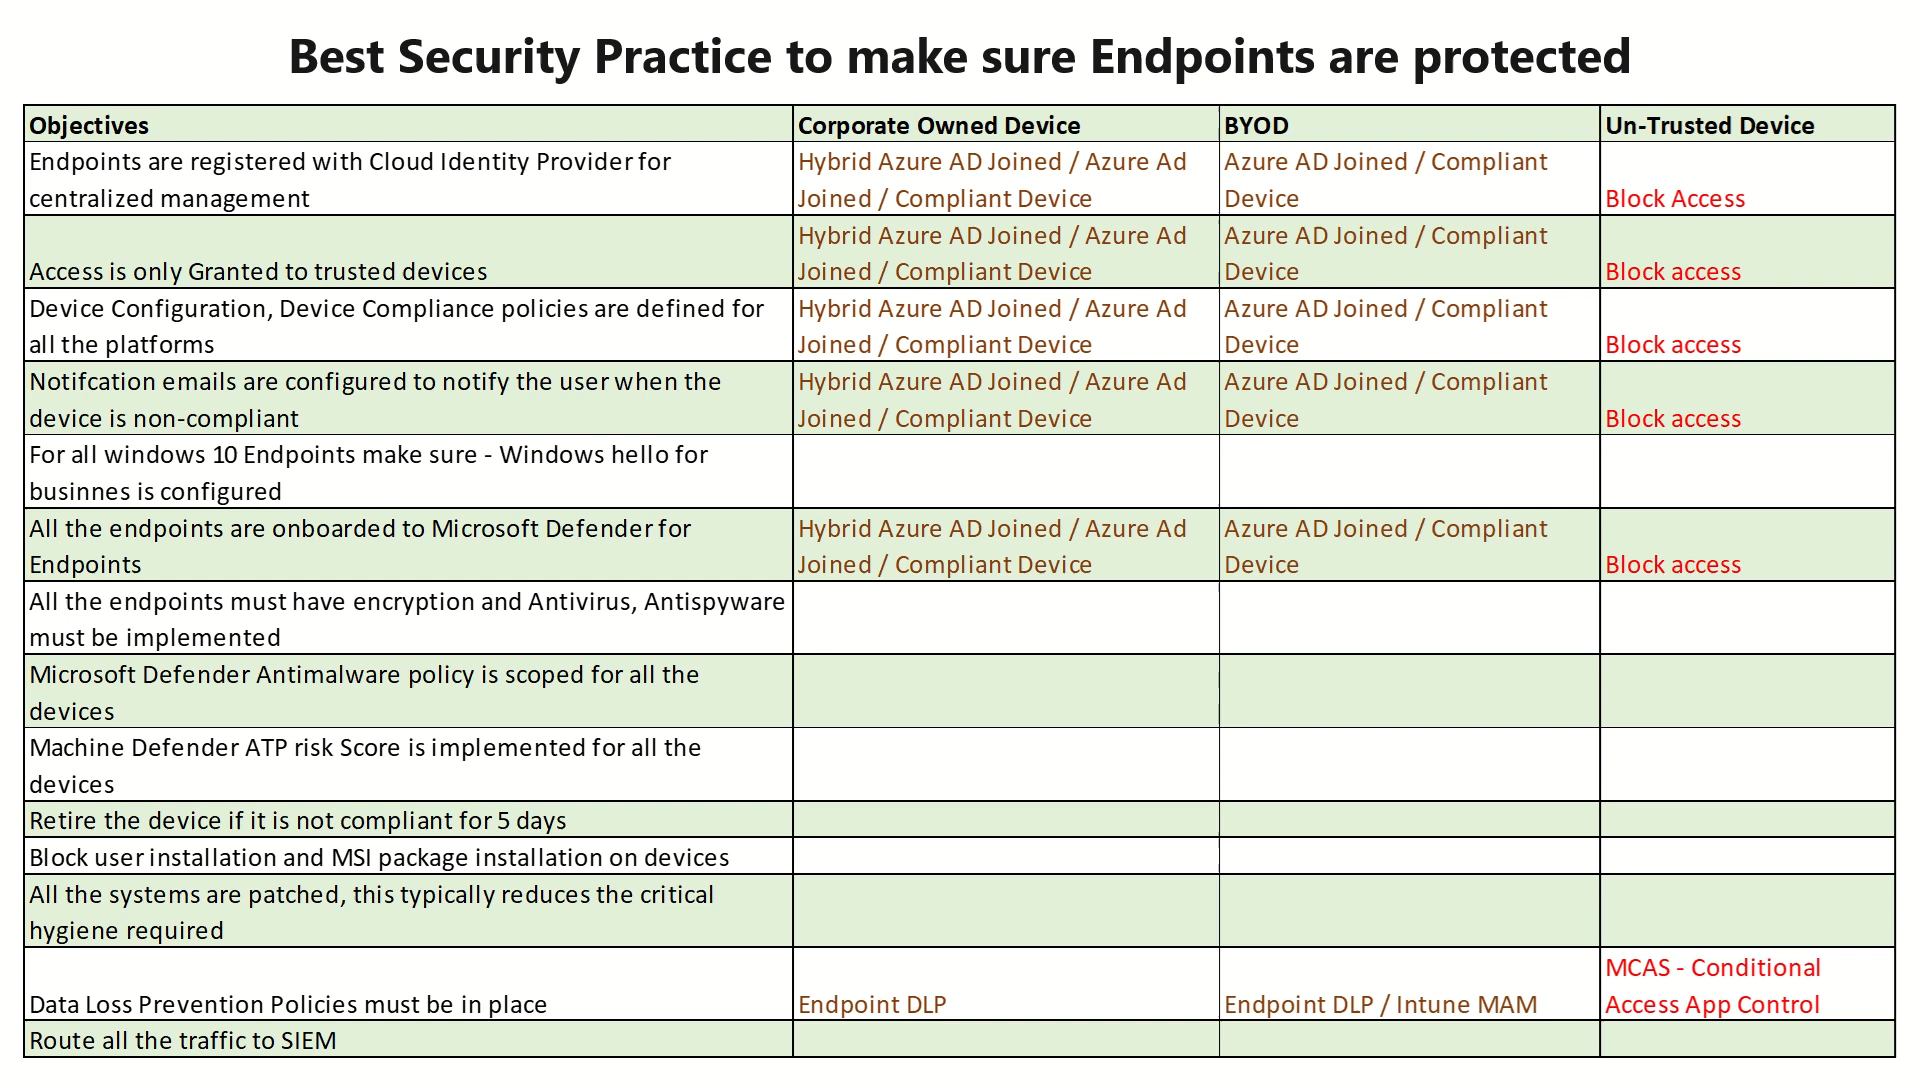 Best Security Practice to make sure Endpoints are protected
Objectives
Corporate Owned Device
BYOD
Un-Trusted Device
Endpoints are registered with Cloud Identity Provider for
centralized management
Hybrid Azure AD Joined / Azure Ad
Joined / Compliant Device
Azure AD Joined / Compliant
Device
Block Access
Access is only Granted to trusted devices
Hybrid Azure AD Joined / Azure Ad
Joined / Compliant Device
Azure AD Joined / Compliant
Device
Block access
Device Configuration, Device Compliance policies are defined for
all the platforms
Hybrid Azure AD Joined / Azure Ad
Joined / Compliant Device
Azure AD Joined / Compliant
Device
Block access
Notifcation emails are configured to notify the user when the
device is non-compliant
Hybrid Azure AD Joined / Azure Ad
Joined / Compliant Device
Azure AD Joined / Compliant
Device
Block access
For all windows 10 Endpoints make sure - Windows hello for
businnes is configured
All the endpoints are onboarded to Microsoft Defender for
Endpoints
Hybrid Azure AD Joined / Azure Ad
Joined / Compliant Device
Azure AD Joined / Compliant
Device
Block access
All the endpoints must have encryption and Antivirus, Antispyware
must be implemented
Microsoft Defender Antimalware policy is scoped for all the
devices
Machine Defender ATP risk Score is implemented for all the
devices
Retire the device if it is not compliant for 5 days
Block user installation and MSI package installation on devices
All the systems are patched, this typically reduces the critical
hygiene required
Data Loss Prevention Policies must be in place
Endpoint DLP
Endpoint DLP / Intune MAM
MCAS - Conditional
Access App Control
Route all the traffic to SIEM